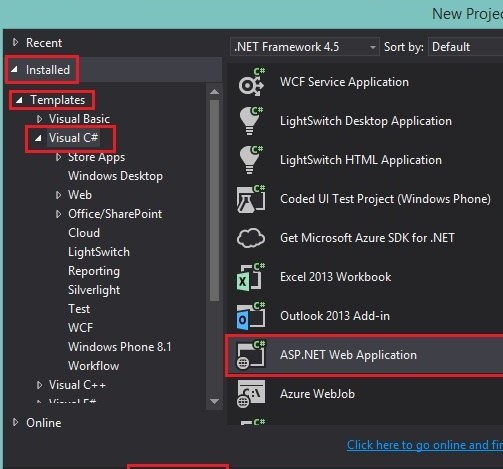 New Projec
Recent
Installed
Templates
Visual Basic
Visual C#
Store Apps
Windows Desktop
Web
Office/SharePoint
Cloud
LightSwitch
Reporting
Silverlight
Test
WCF
Windows Phone 8.1
Workflow
Visual C++
Visual F#
Online
.NET Framework 4.5 Sort by: Default
WCF Service Application
LightSwitch Desktop Application
LightSwitch HTML Application
Coded UI Test Project (Windows Phone)
Get Microsoft Azure SDK for .NET
Excel 2013 Workbook
Outlook 2013 Add-in
ASP.NET Web Application
Azure WebJob
Click here to go online and fin